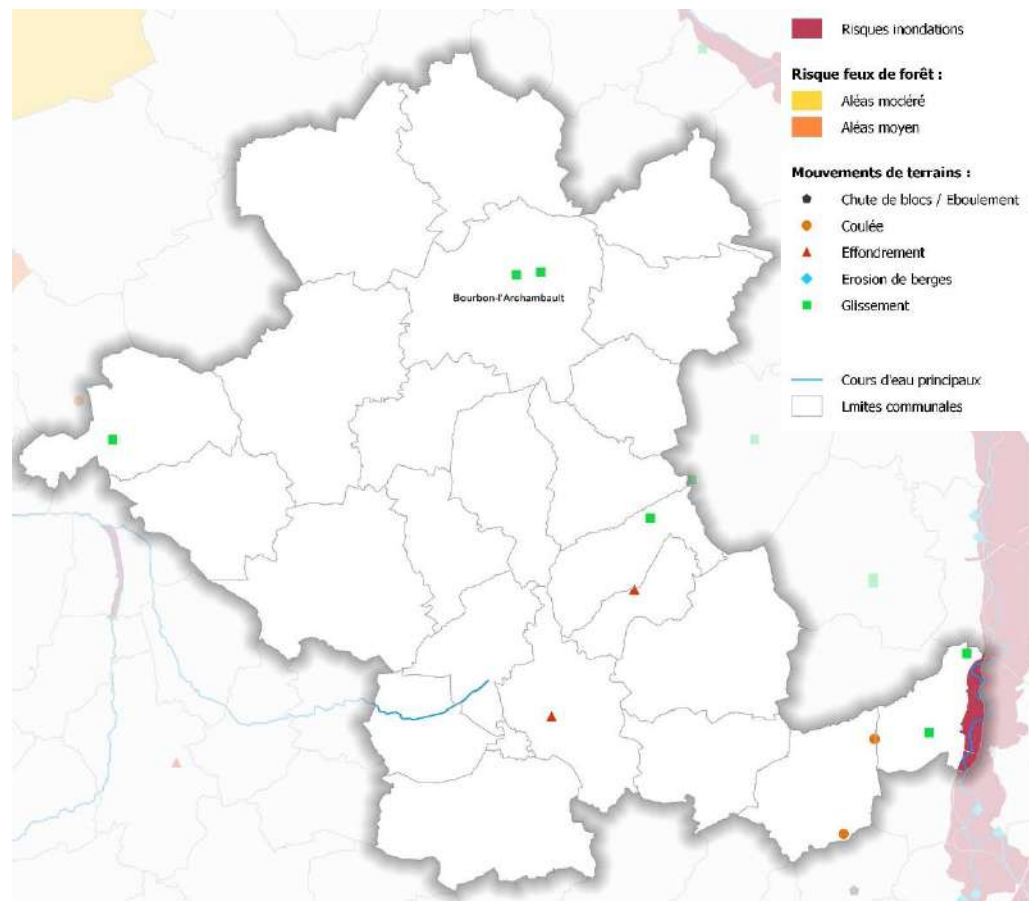 Risques inondations
Risque feux de forêt :
Aléas modéré
Aléas moyen
Mouvements de terrains :
Chute de blocs / Eboulement
Coulée
Effondrement
Erosion de berges
Glissement
Cours d'eau principaux
Lmites communales
Bourbon-l'Archambault